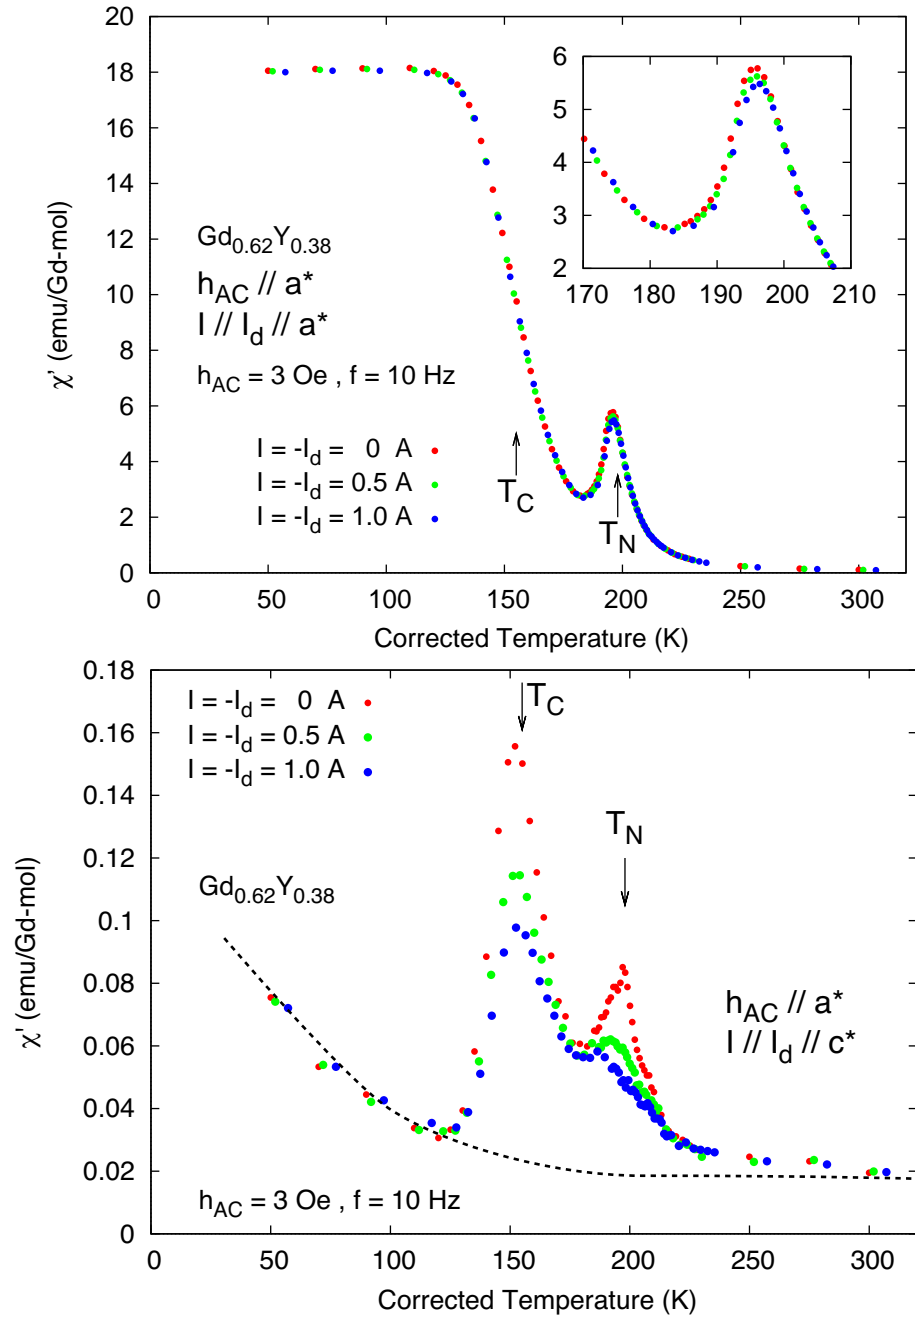 20
18
16
14
12
10
8
6
4
2
0
χ' (emu/Gd-mol)
6
5
4
3
2
170 180 190 200 210
Gd0.62Y0.38
hAC // a*
I // Id // a*
hAC = 3 Oe , f = 10 Hz
I = -Id = 0 A
I = -Id = 0.5 A
I = -Id = 1.0 A
TC
TN
0 50 100 150 200 250 300
Corrected Temperature (K)
0.18
0.16
0.14
0.12
0.1
0.08
0.06
0.04
0.02
0
χ' (emu/Gd-mol)
I = -Id = 0 A
I = -Id = 0.5 A
I = -Id = 1.0 A
TC
TN
Gd0.62Y0.38
hAC // a*
I // Id // c*
hAC = 3 Oe , f = 10 Hz
0 50 100 150 200 250 300
Corrected Temperature (K)